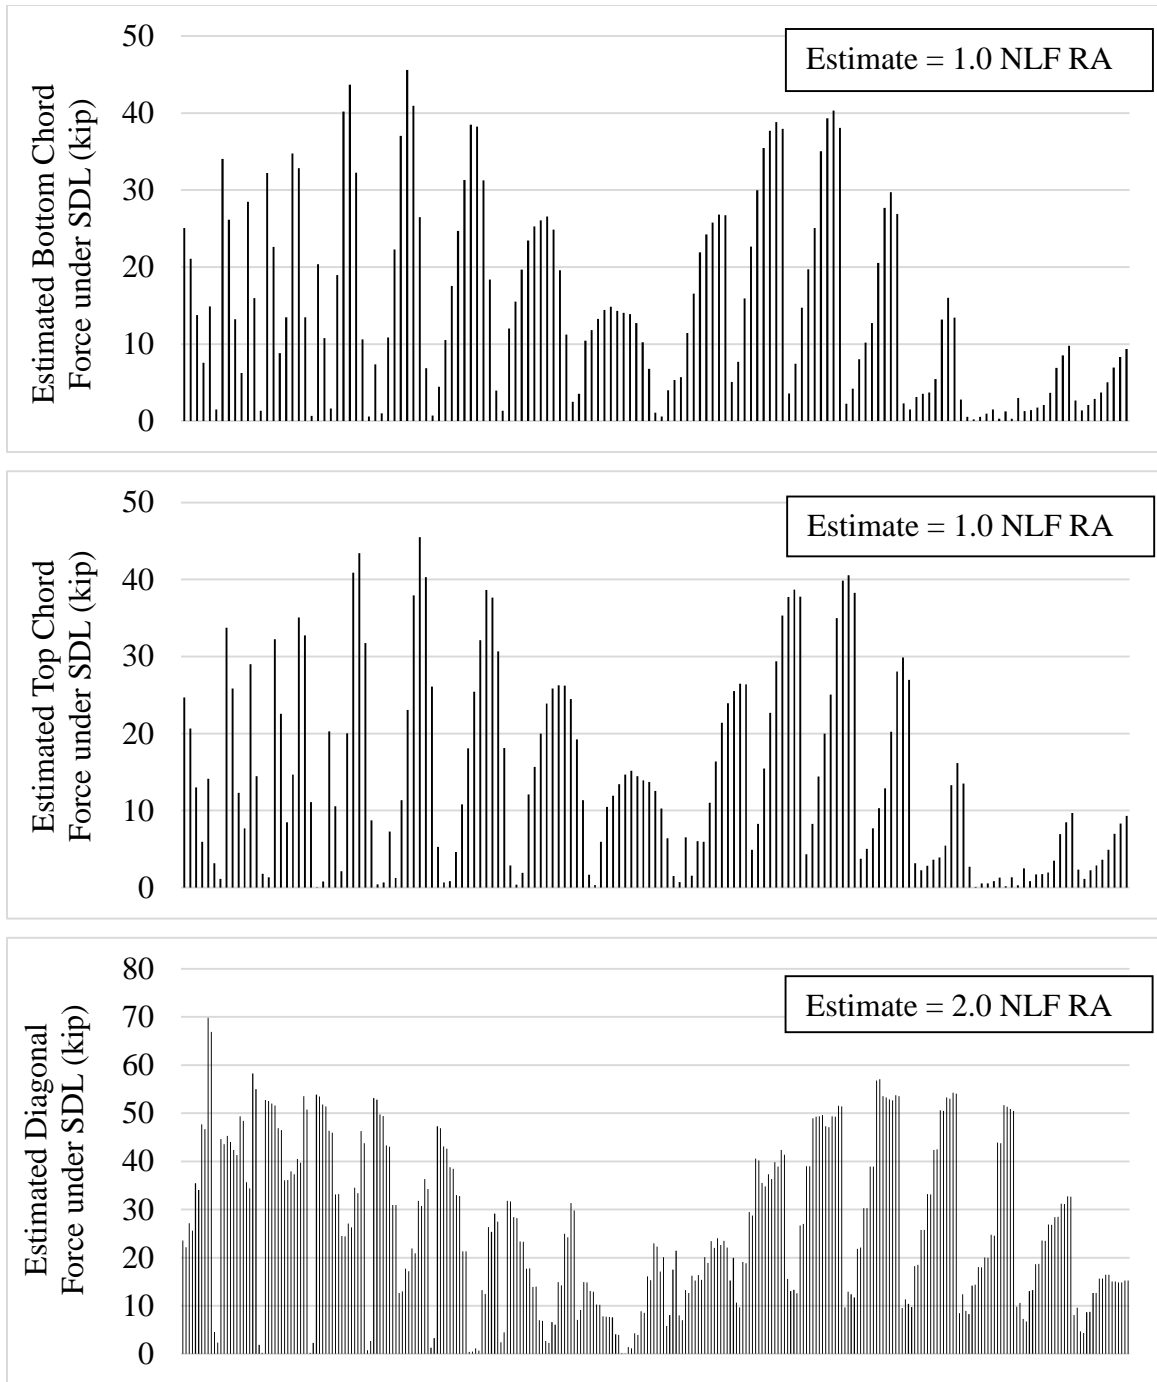 Estimated Bottom Chord
Force under SDL (kip)
50
40
30
20
10
0
Estimate = 1.0 NLF RA
Estimated Top Chord
Force under SDL (kip)
50
40
30
20
10
0
Estimate = 1.0 NLF RA
Estimated Diagonal
Force under SDL (kip)
80
70
60
50
40
30
20
10
0
Estimate = 2.0 NLF RA